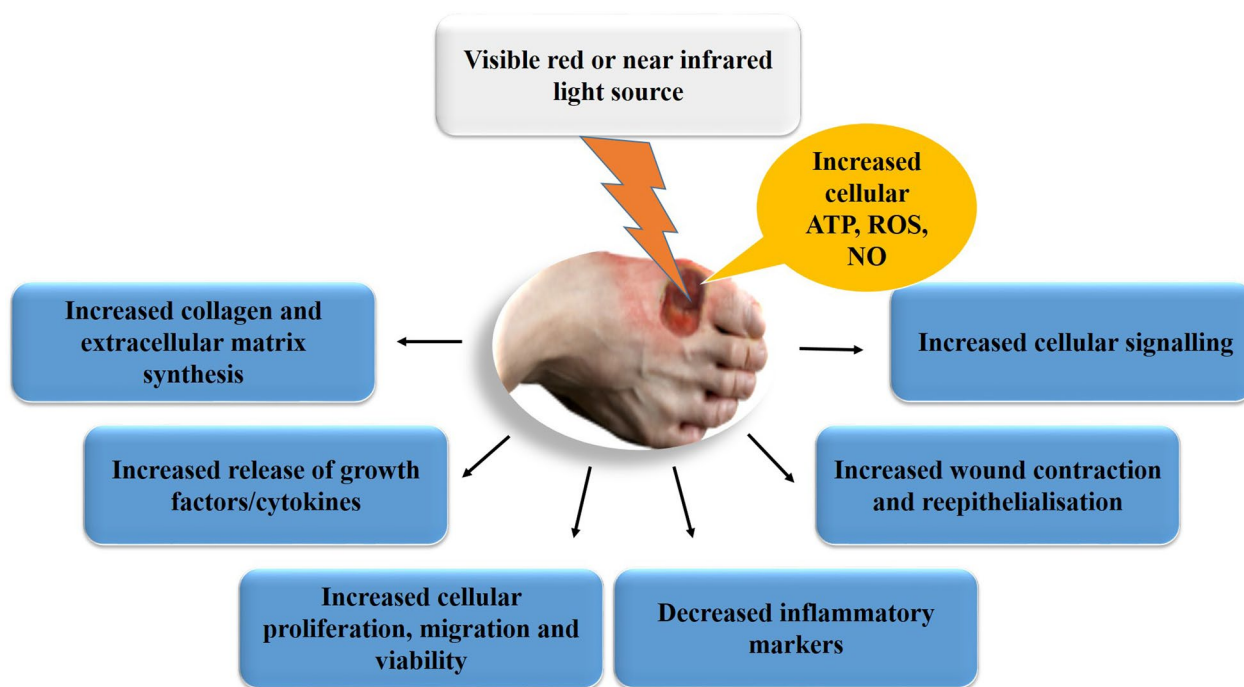 Visible red or near infrared
light source
Increased
cellular
ATP, ROS,
NO
Increased collagen and
extracellular matrix
synthesis
Increased cellular signalling
Increased release of growth
factors/cytokines
Increased wound contraction
and reepithelialisation
Increased cellular
proliferation, migration and
viability
Decreased inflammatory
markers